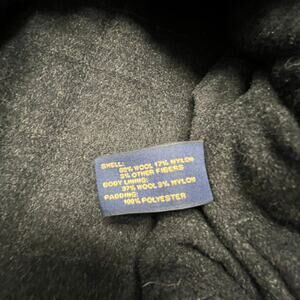 SHELL:
80% WOOL 17% NYLON
3% OTHER FIBERS
BODY LINING:
97% WOOL 3% NYLON
PADDING:
100% POLYESTER